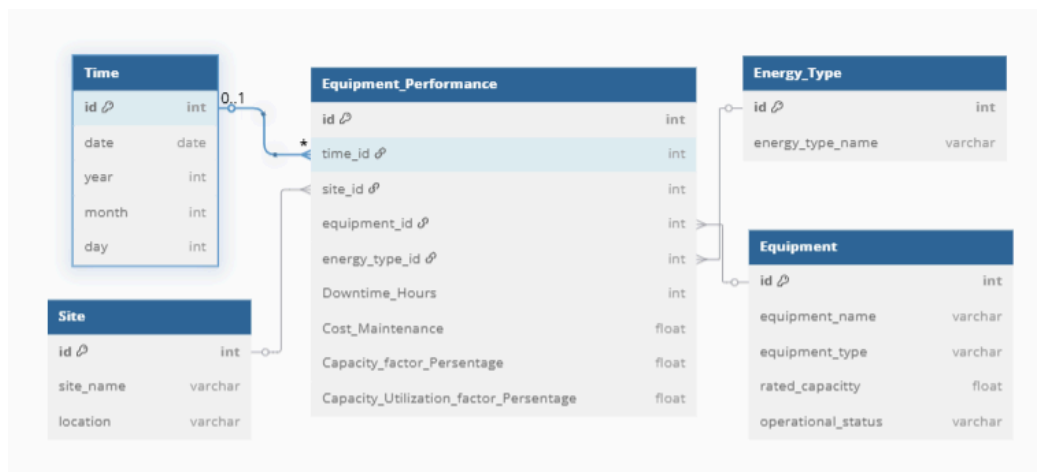 Time
id int
date date
year int
month int
day int
0..1
*
Equipment_Performance
id int
time_id int
site_id int
equipment_id int
energy_type_id int
Downtime_Hours int
Cost_Maintenance float
Capacity_factor_Persentage float
Capacity_Utilization_factor_Persentage float
Energy_Type
id int
energy_type_name varchar
Site
id int
site_name varchar
location varchar
Equipment
id int
equipment_name varchar
equipment_type varchar
rated_capacitty float
operational_status varchar